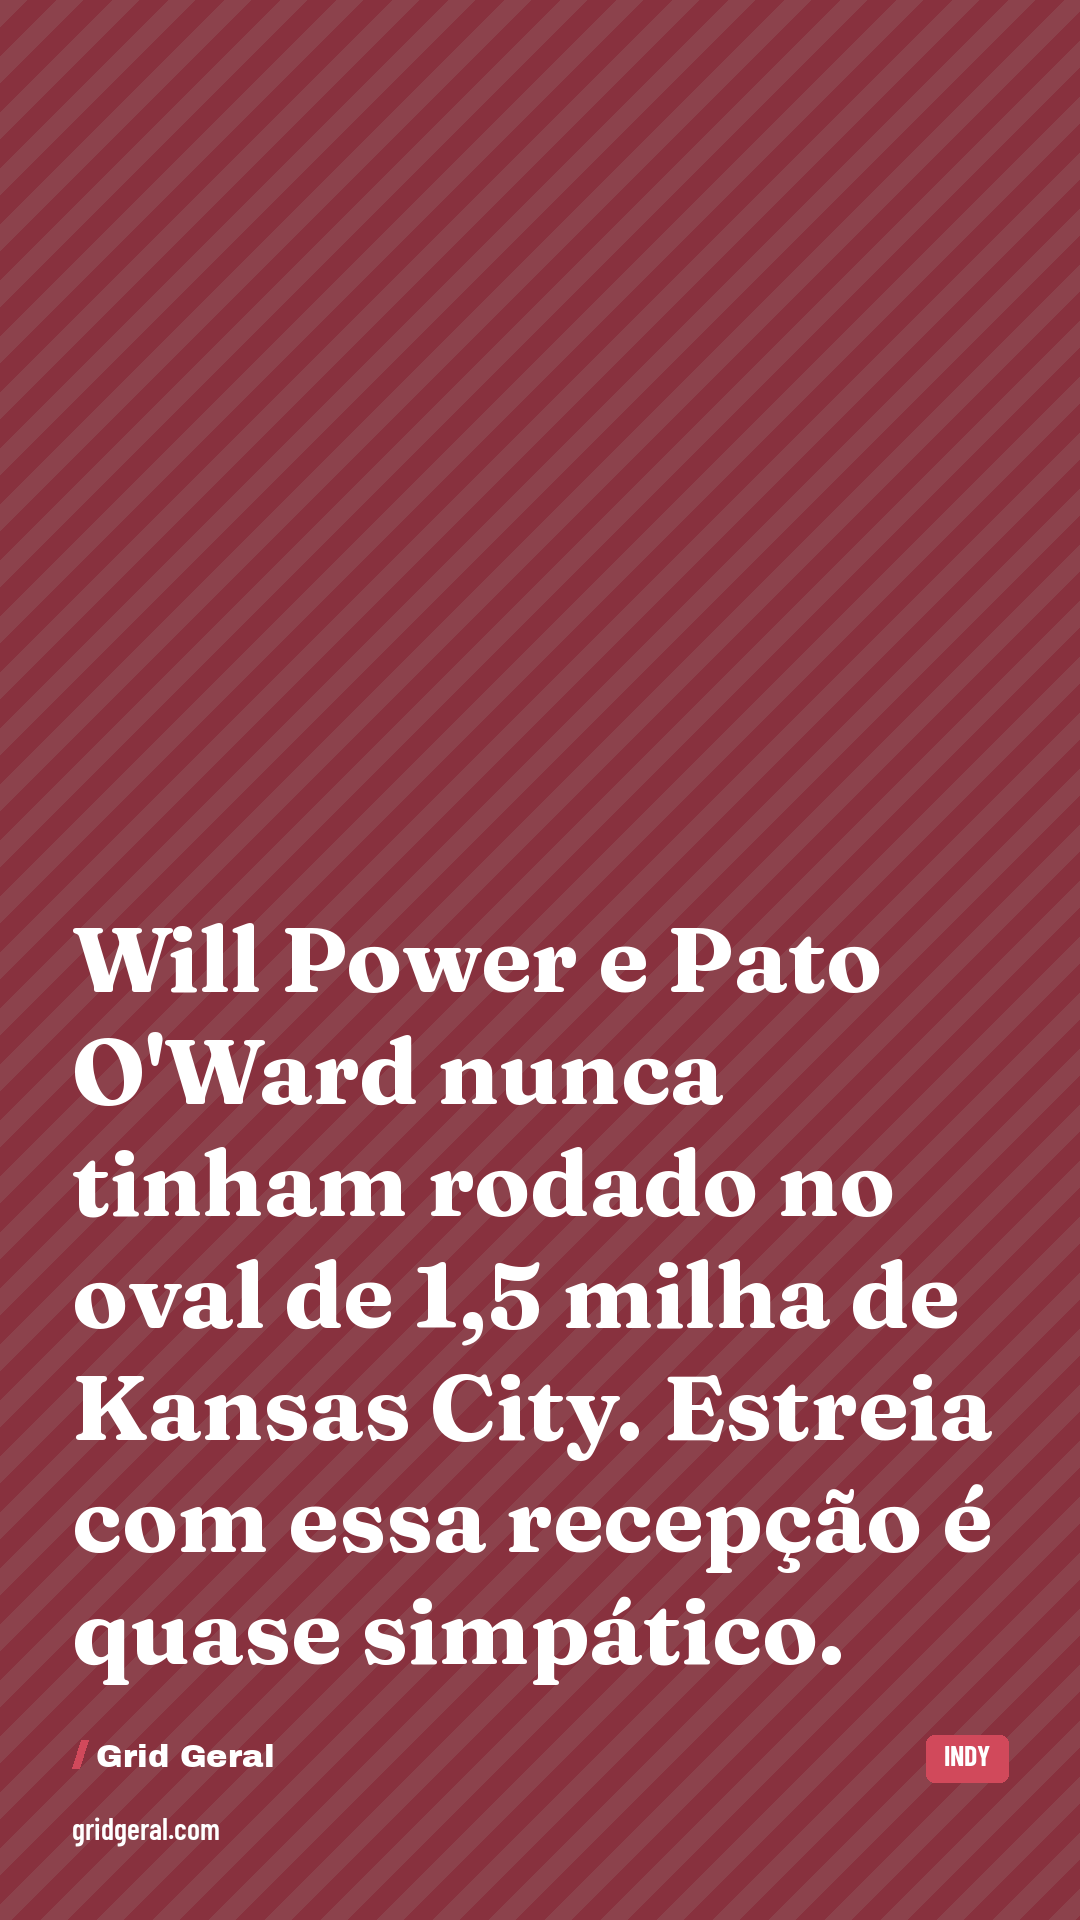 Will Power e Pato
O'Ward nunca
tinham rodado no
oval de 1,5 milha de
Kansas City. Estreia
com essa recepção é
quase simpático.
/ Grid Geral
INDY
gridgeral.com